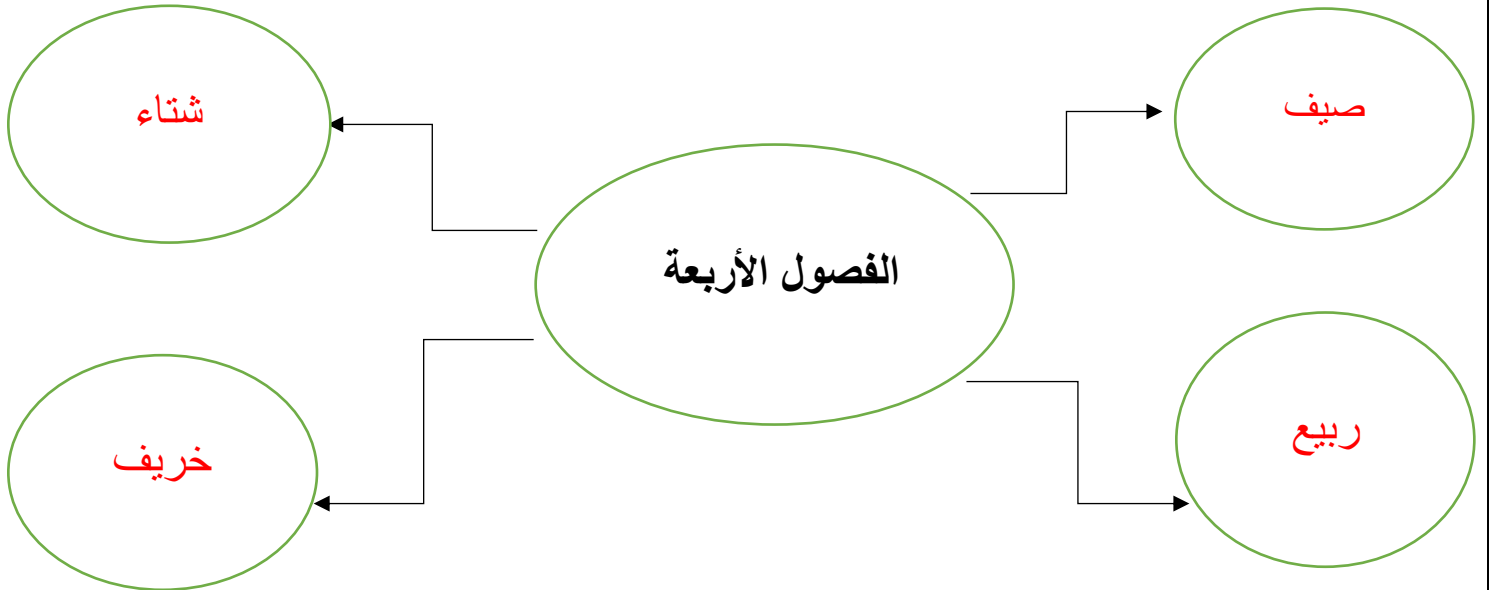 صيف
شتاء
الفصول الأربعة
ربيع
خريف